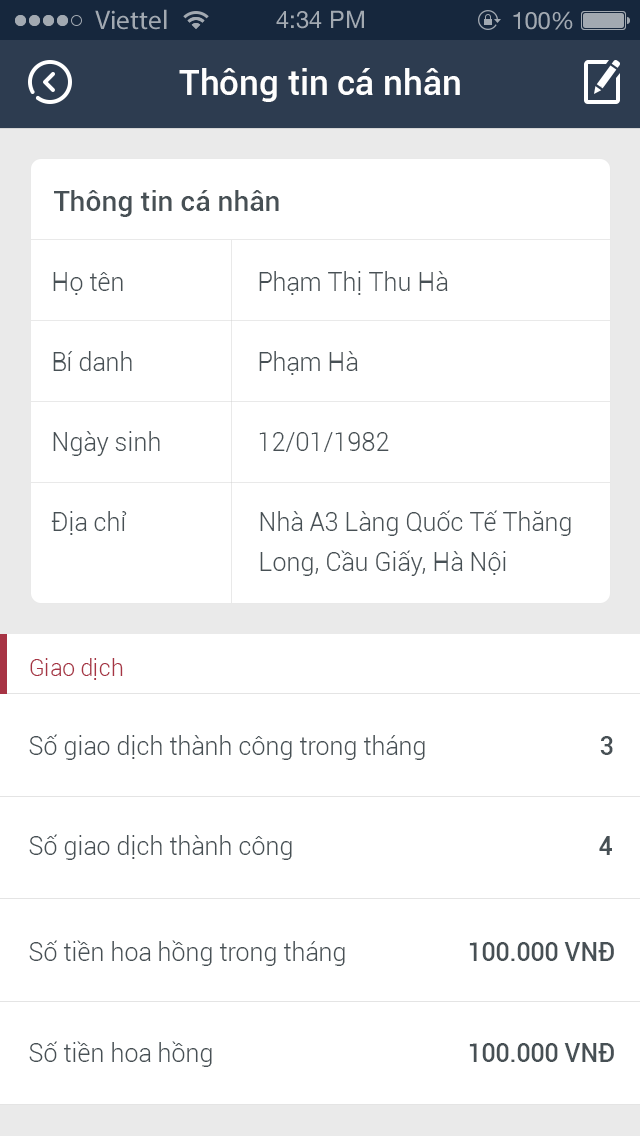 Viettel 4:34 PM 100%
Thông tin cá nhân
Thông tin cá nhân
Họ tên Phạm Thị Thu Hà
Bí danh Phạm Hà
Ngày sinh 12/01/1982
Địa chỉ Nhà A3 Làng Quốc Tế Thăng
Long, Cầu Giấy, Hà Nội
Giao dịch
Số giao dịch thành công trong tháng 3
Số giao dịch thành công 4
Số tiền hoa hồng trong tháng 100.000 VNĐ
Số tiền hoa hồng 100.000 VNĐ